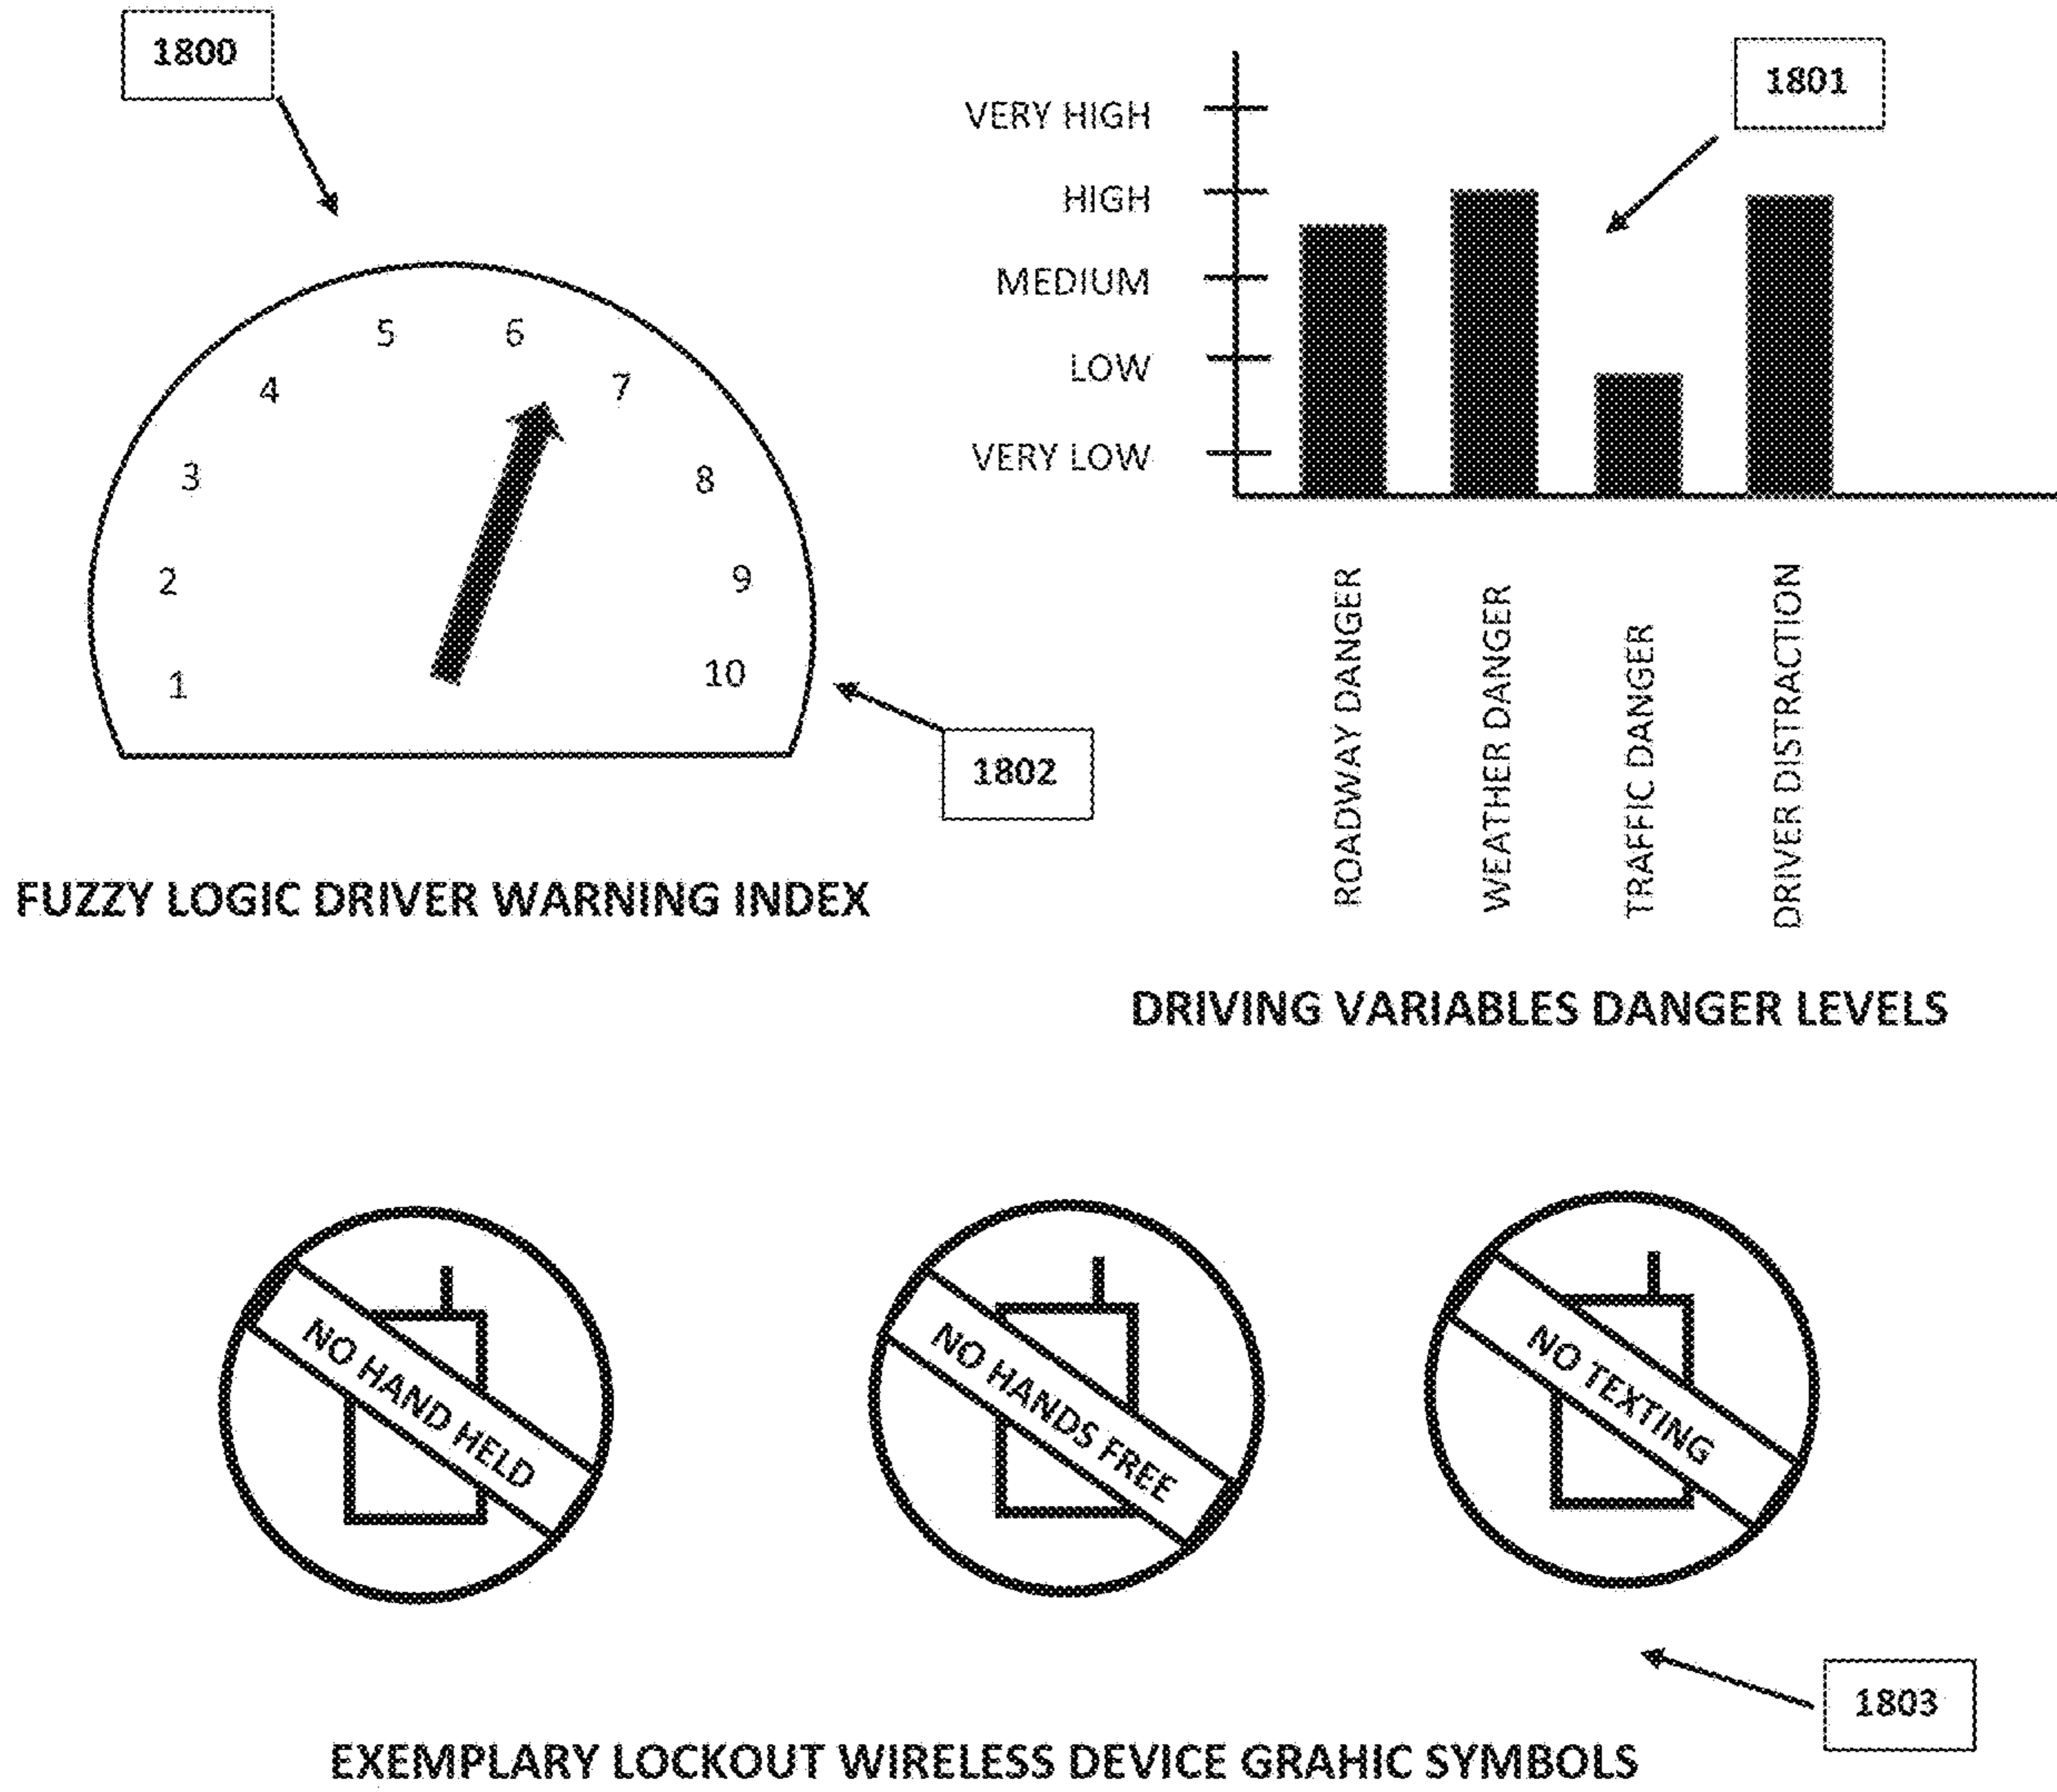 1800
1801
VERY HIGH
HIGH
MEDIUM
LOW
VERY LOW
5
6
4
7
3
8
2
9
1
10
1802
ROADWAY DANGER
WEATHER DANGER
TRAFFIC DANGER
DRIVER DISTRACTION
FUZZY LOGIC DRIVER WARNING INDEX
DRIVING VARIABLES DANGER LEVELS
NO HAND HELD
NO HANDS FREE
NO TEXTING
1803
EXEMPLARY LOCKOUT WIRELESS DEVICE GRAHIC SYMBOLS